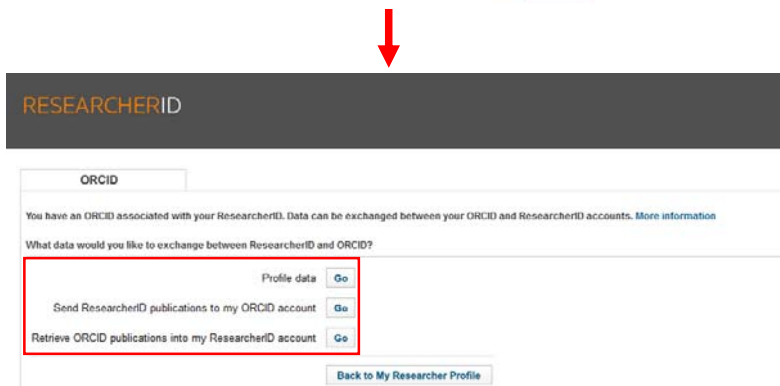 RESEARCHERID
ORCID
You have an ORCID associated with your ResearcherID. Data can be exchanged between your ORCID and ResearcherID accounts. More information
What data would you like to exchange between ResearcherID and ORCID?
Profile data Go
Send ResearcherID publications to my ORCID account Go
Retrieve ORCID publications into my ResearcherID account Go
Back to My Researcher Profile